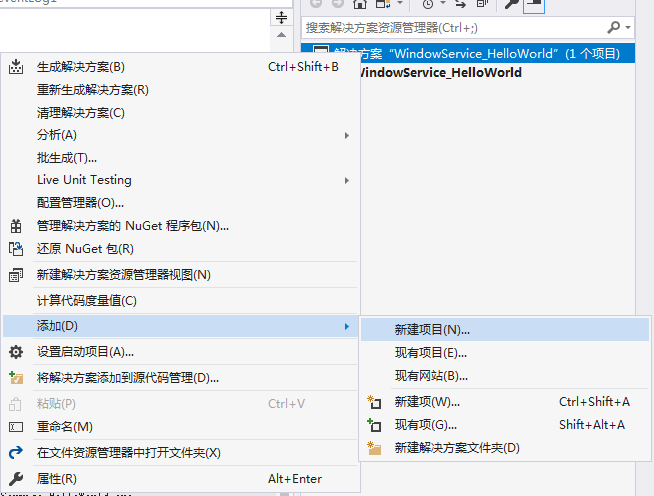 搜索解决方案资源管理器(Ctrl+;)
解决方案"WindowService_HelloWorld"(1 个项目)
WindowService_HelloWorld
生成解决方案(B) Ctrl+Shift+B
重新生成解决方案(R)
清理解决方案(C)
分析(A)
批生成(T)...
Live Unit Testing
配置管理器(O)...
管理解决方案的 NuGet 程序包(N)...
还原 NuGet 包(R)
新建解决方案资源管理器视图(N)
计算代码度量值(C)
添加(D)
设置启动项目(A)...
将解决方案添加到源代码管理(D)...
粘贴(P) Ctrl+V
重命名(M)
在文件资源管理器中打开文件夹(X)
属性(R) Alt+Enter
新建项目(N)...
现有项目(E)...
现有网站(B)...
新建项(W)... Ctrl+Shift+A
现有项(G)... Shift+Alt+A
新建解决方案文件夹(D)